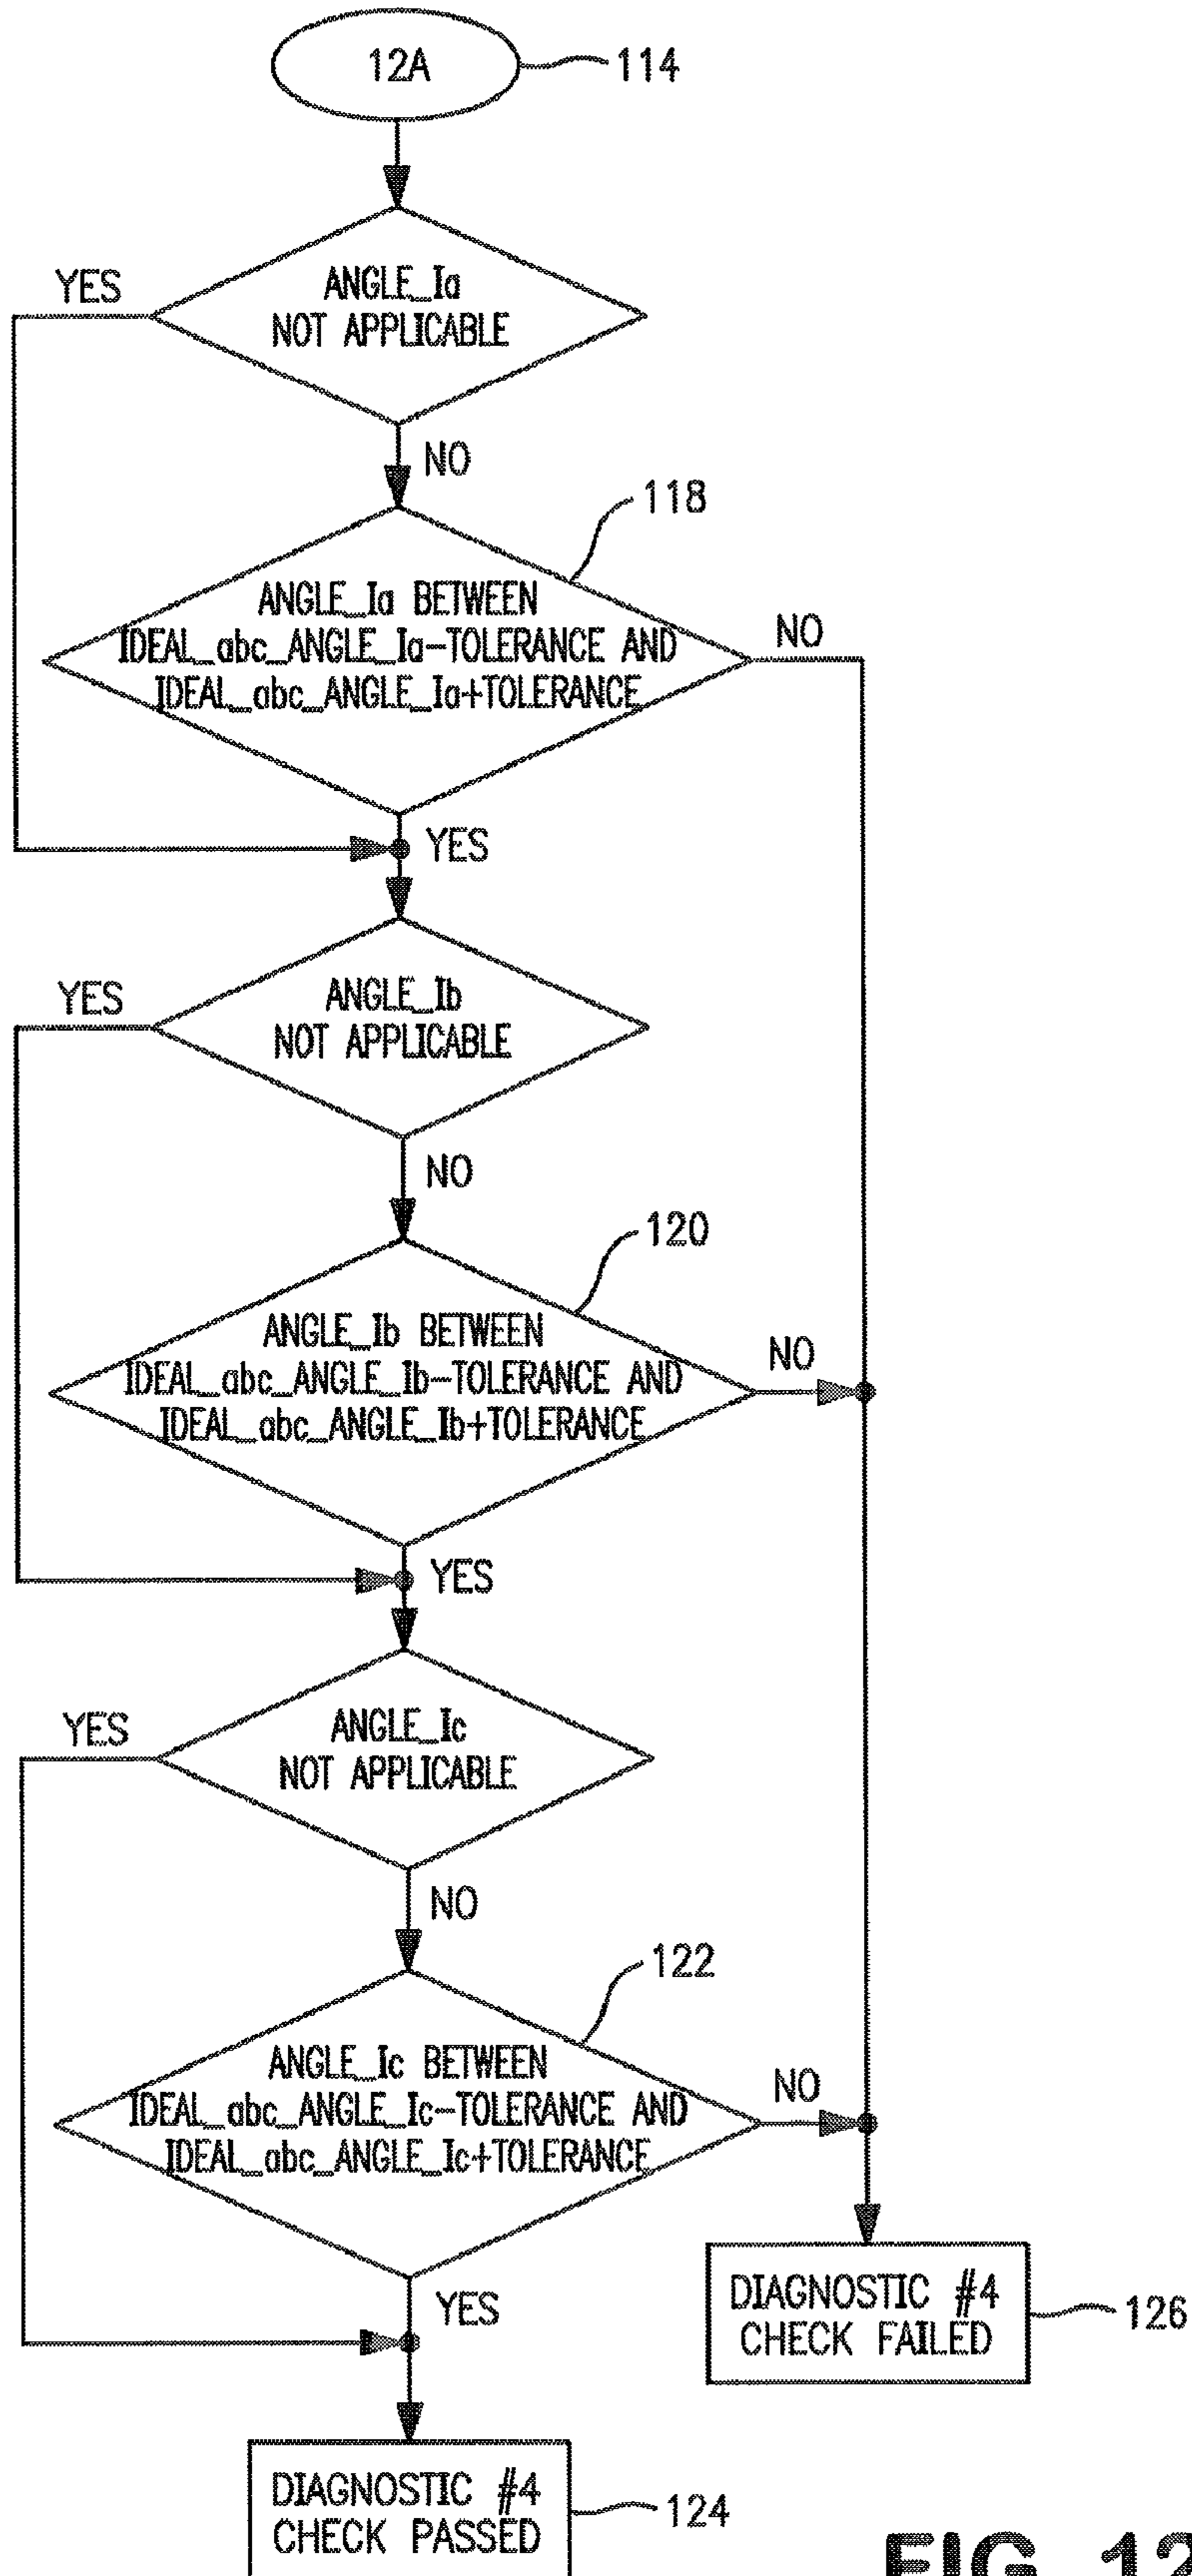 12A
114
ANGLE_Ia
NOT APPLICABLE
YES
NO
118
ANGLE_Ia BETWEEN
IDEAL_abc_ANGLE_Ia-TOLERANCE AND
IDEAL_abc_ANGLE_Ia+TOLERANCE
NO
YES
ANGLE_Ib
NOT APPLICABLE
YES
NO
120
ANGLE_Ib BETWEEN
IDEAL_abc_ANGLE_Ib-TOLERANCE AND
IDEAL_abc_ANGLE_Ib+TOLERANCE
NO
YES
ANGLE_Ic
NOT APPLICABLE
YES
NO
122
ANGLE_Ic BETWEEN
IDEAL_abc_ANGLE_Ic-TOLERANCE AND
IDEAL_abc_ANGLE_Ic+TOLERANCE
NO
YES
DIAGNOSTIC #4
CHECK FAILED
126
DIAGNOSTIC #4
CHECK PASSED
124
FIG 12